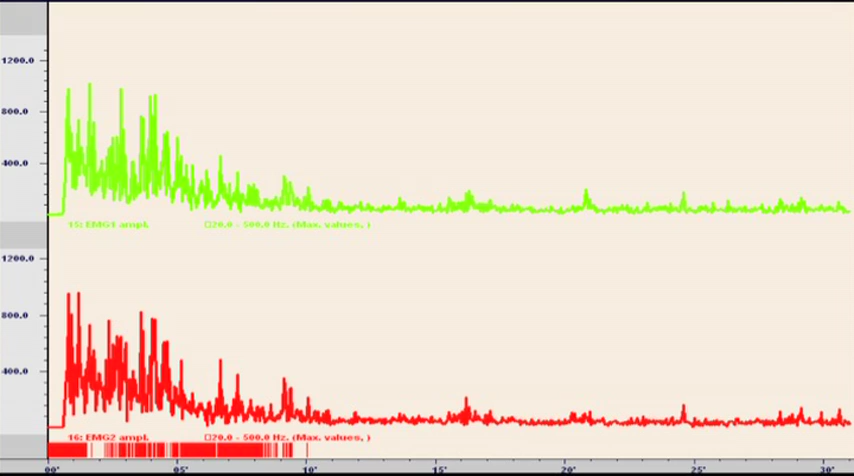 1200.0
800.0
400.0
15: EMG1 ampl. 20.0 - 500.0 Hz. (Max. values, )
1200.0
800.0
400.0
16: EMG2 ampl. 20.0 - 500.0 Hz. (Max. values, )
00' 05' 10' 15' 20' 25' 30'